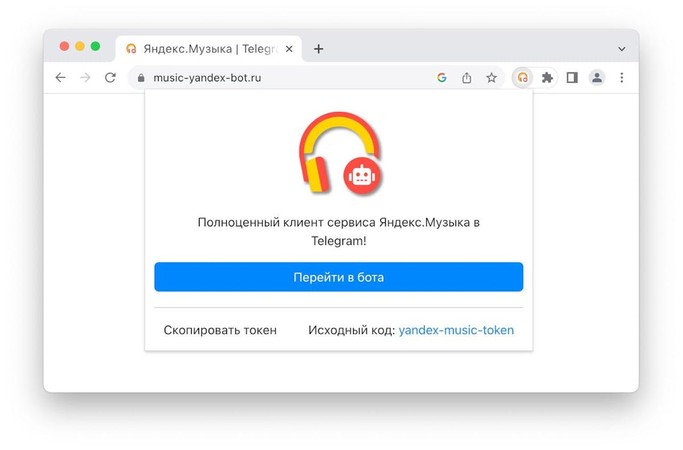 Яндекс.Музыка | Telegr
music-yandex-bot.ru
Полноценный клиент сервиса Яндекс.Музыка в
Telegram!
Перейти в бота
Скопировать токен
Исходный код: yandex-music-token